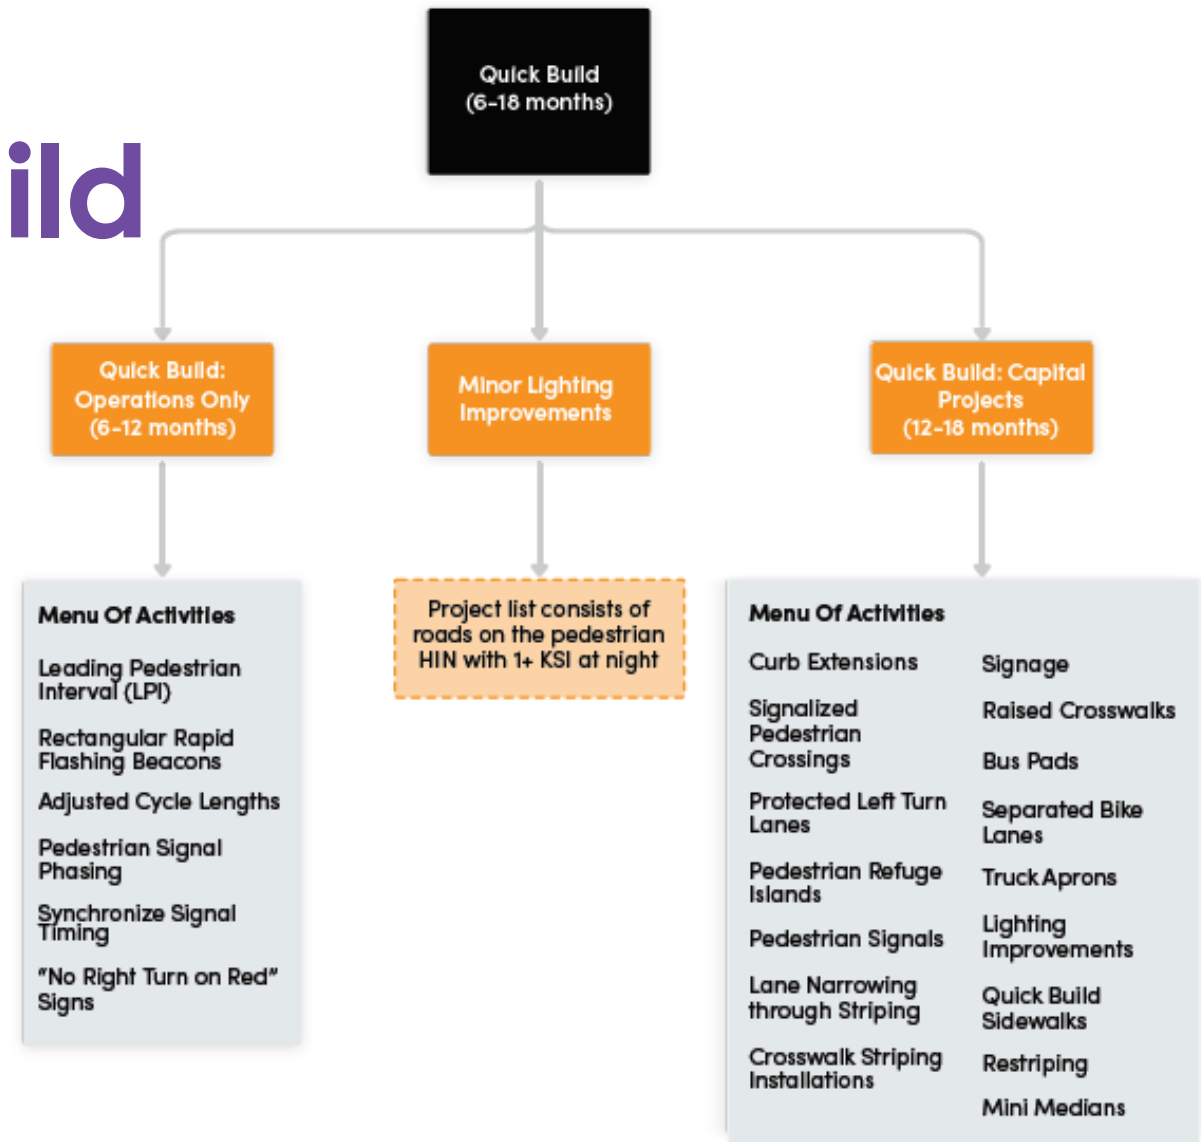 Quick Build
(6-18 months)
ild
Quick Build:
Operations Only
(6-12 months)
Minor Lighting
Improvements
Quick Build: Capital
Projects
(12-18 months)
Menu Of Activities
Leading Pedestrian
Interval (LPI)
Rectangular Rapid
Flashing Beacons
Adjusted Cycle Lengths
Pedestrian Signal
Phasing
Synchronize Signal
Timing
"No Right Turn on Red"
Signs
Project list consists of
roads on the pedestrian
HIN with 1+ KSI at night
Menu Of Activities
Curb Extensions
Signalized
Pedestrian
Crossings
Protected Left Turn
Lanes
Pedestrian Refuge
Islands
Pedestrian Signals
Lane Narrowing
through Striping
Crosswalk Striping
Installations
Signage
Raised Crosswalks
Bus Pads
Separated Bike
Lanes
Truck Aprons
Lighting
Improvements
Quick Build
Sidewalks
Restriping
Mini Medians